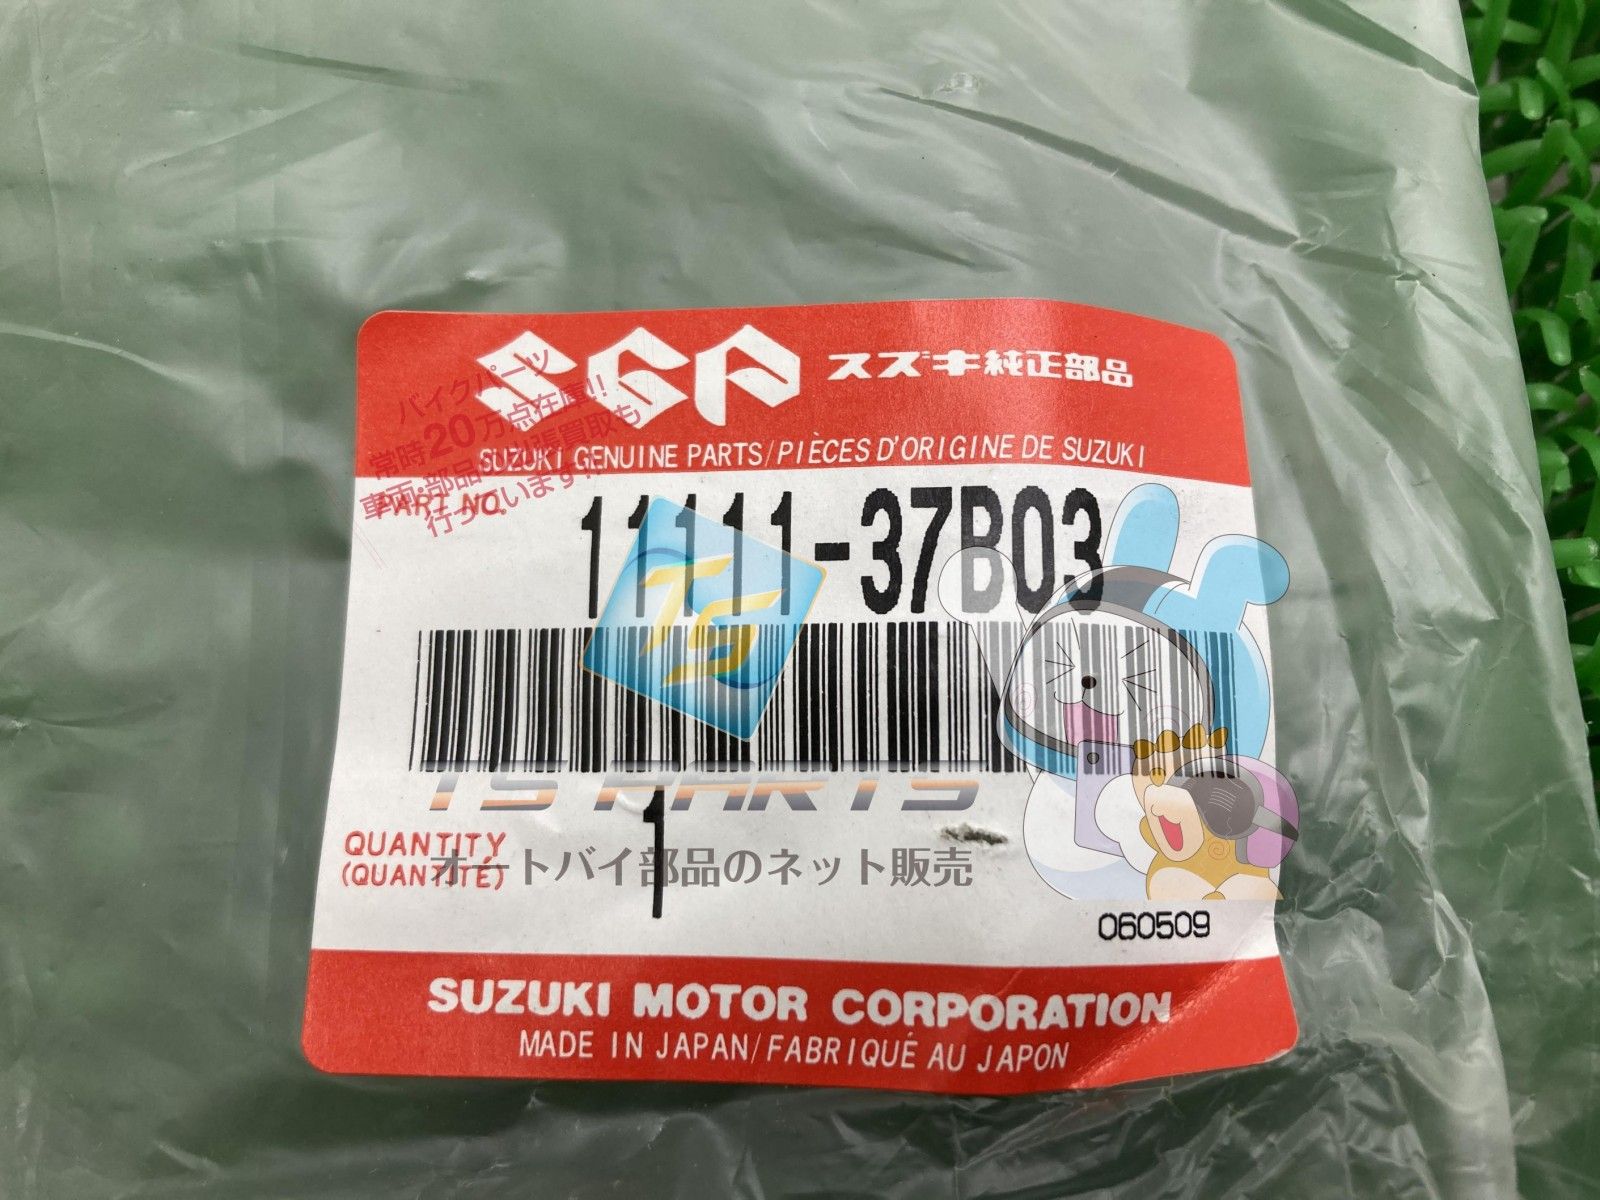 SGP スズキ純正部品
SUZUKI GENUINE PARTS/PIÈCES D'ORIGINE DE SUZUKI
バイクパーツ
常時20万点在庫!!
車両・部品の出張買取も
行っています!!
PART NO.
11111-37B03
TS
TS PARTS
QUANTITY
(QUANTITÉ)
1
オートバイ部品のネット販売
060509
SUZUKI MOTOR CORPORATION
MADE IN JAPAN/FABRIQUÉ AU JAPON